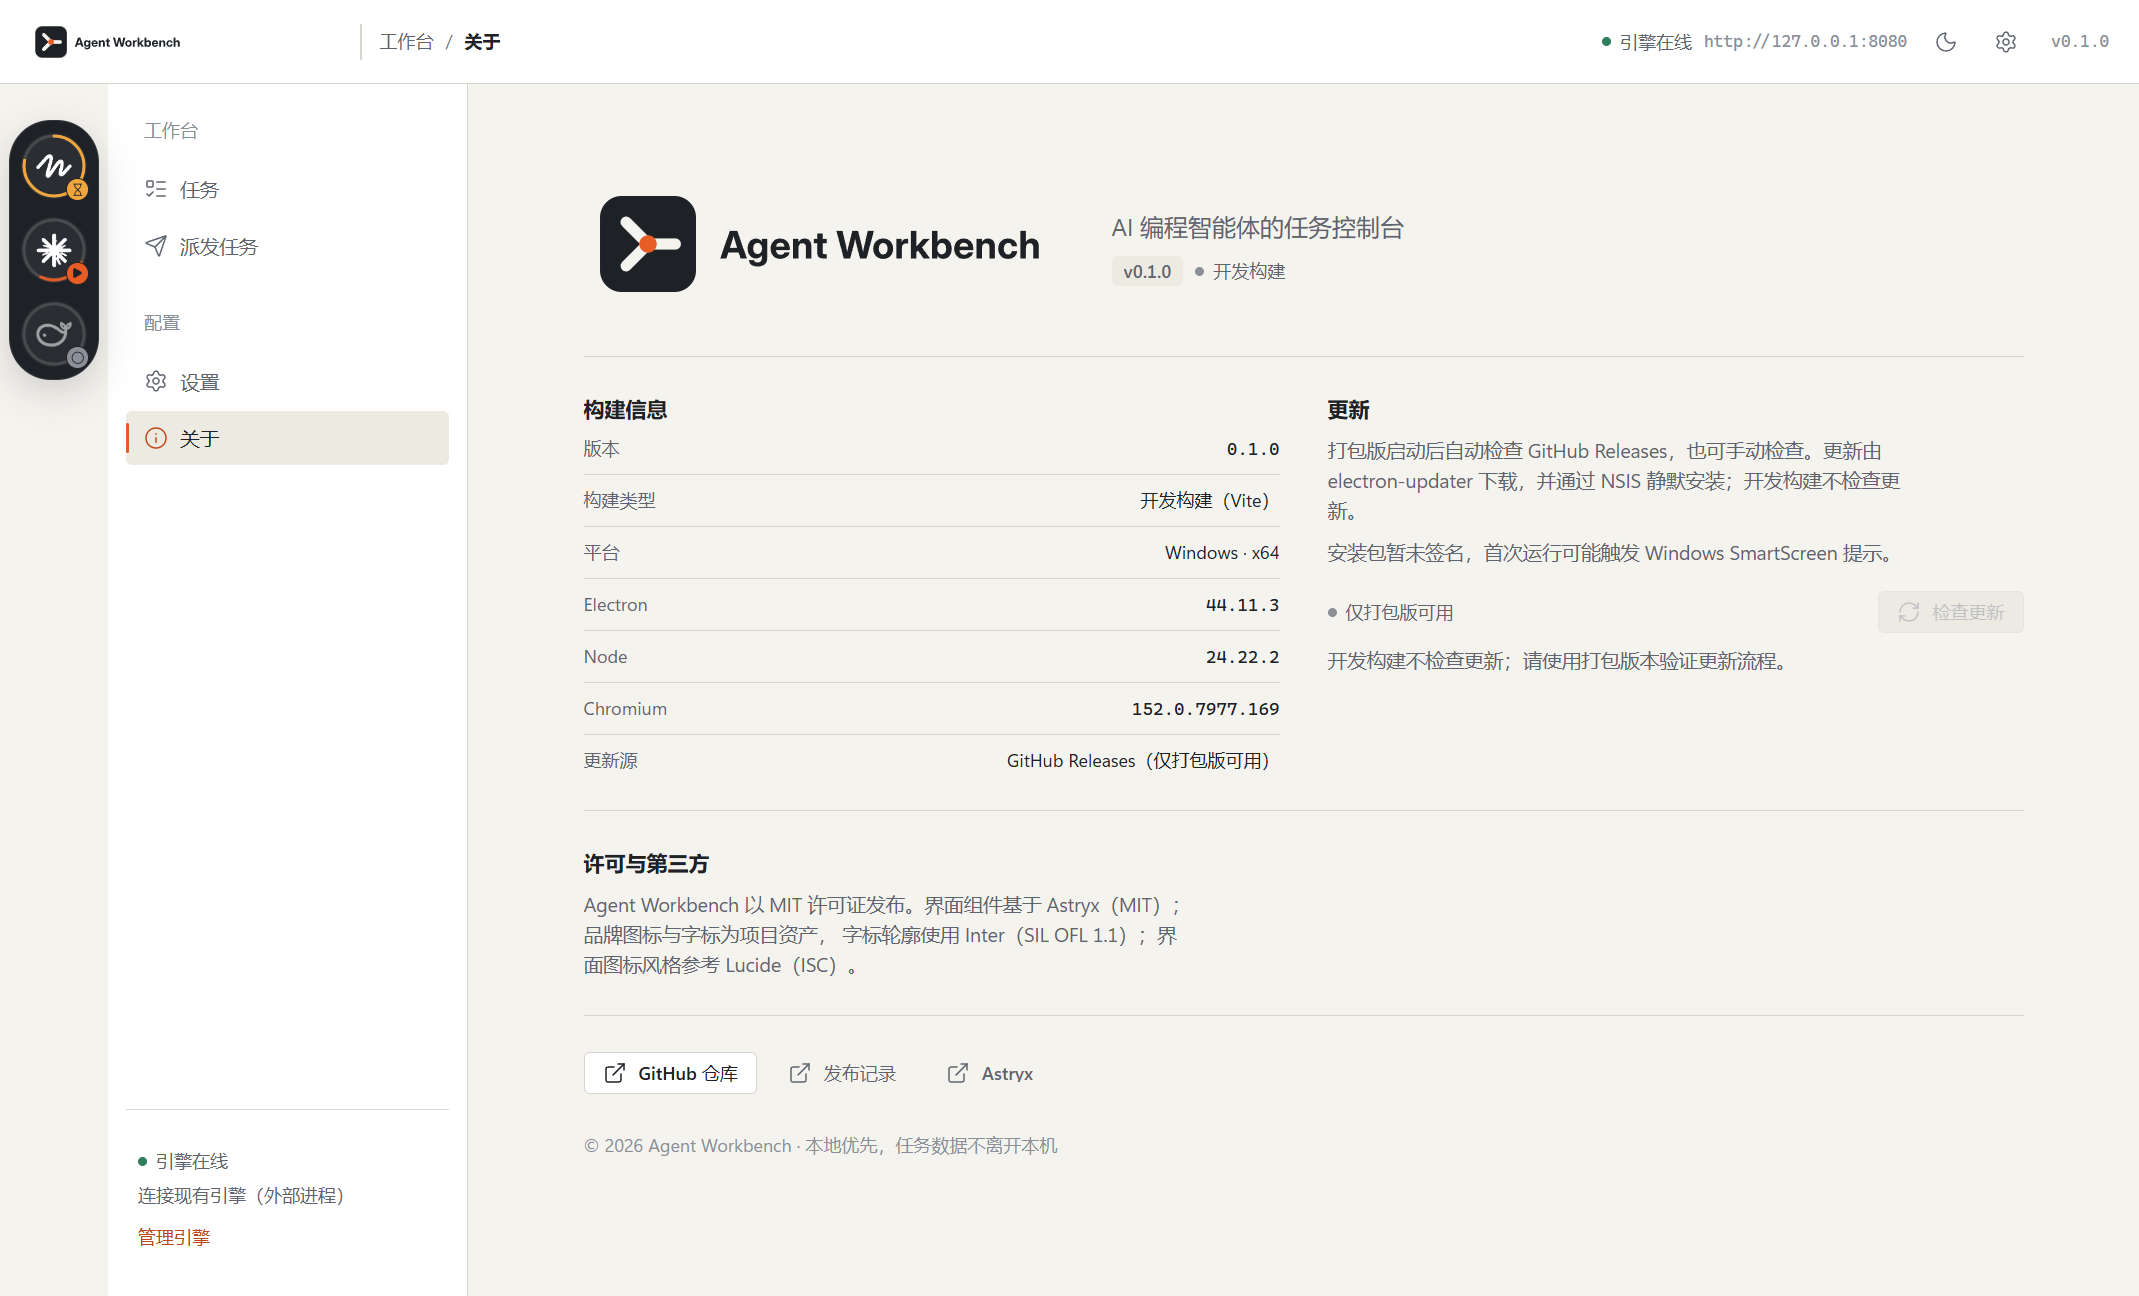 Agent Workbench
工作台 / 关于
引擎在线 http://127.0.0.1:8080
v0.1.0
工作台
任务
派发任务
配置
设置
关于
引擎在线
连接现有引擎（外部进程）
管理引擎
Agent Workbench
AI 编程智能体的任务控制台
v0.1.0 开发构建
构建信息
版本 0.1.0
构建类型 开发构建（Vite）
平台 Windows · x64
Electron 44.11.3
Node 24.22.2
Chromium 152.0.7977.169
更新源 GitHub Releases（仅打包版可用）
更新
打包版启动后自动检查 GitHub Releases，也可手动检查。更新由
electron-updater 下载，并通过 NSIS 静默安装；开发构建不检查更
新。
安装包暂未签名，首次运行可能触发 Windows SmartScreen 提示。
仅打包版可用
检查更新
开发构建不检查更新；请使用打包版本验证更新流程。
许可与第三方
Agent Workbench 以 MIT 许可证发布。界面组件基于 Astryx（MIT）；
品牌图标与字标为项目资产， 字标轮廓使用 Inter（SIL OFL 1.1）；界
面图标风格参考 Lucide（ISC）。
GitHub 仓库
发布记录
Astryx
© 2026 Agent Workbench · 本地优先，任务数据不离开本机